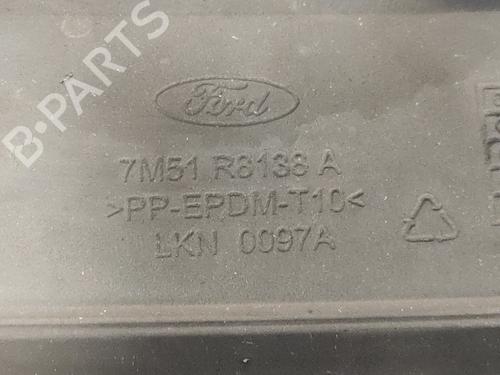 Ford
7M51 R8138 A
>PP-EPDM-T10<
LKN 0097A
B-PARTS